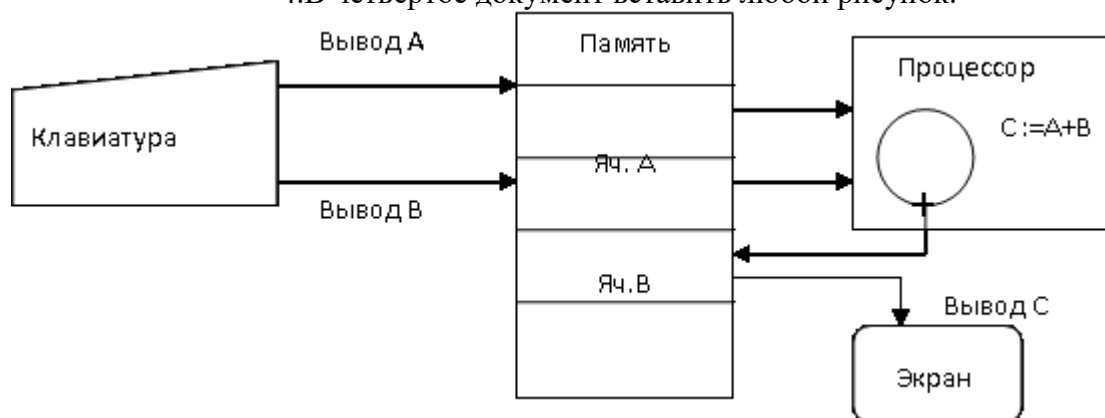 4.В четвертое документ вставить любой рисунок.
Вывод А
Память
Процессор
Клавиатура
C:=A+B
Яч. А
Вывод В
Яч.В
Вывод С
Экран